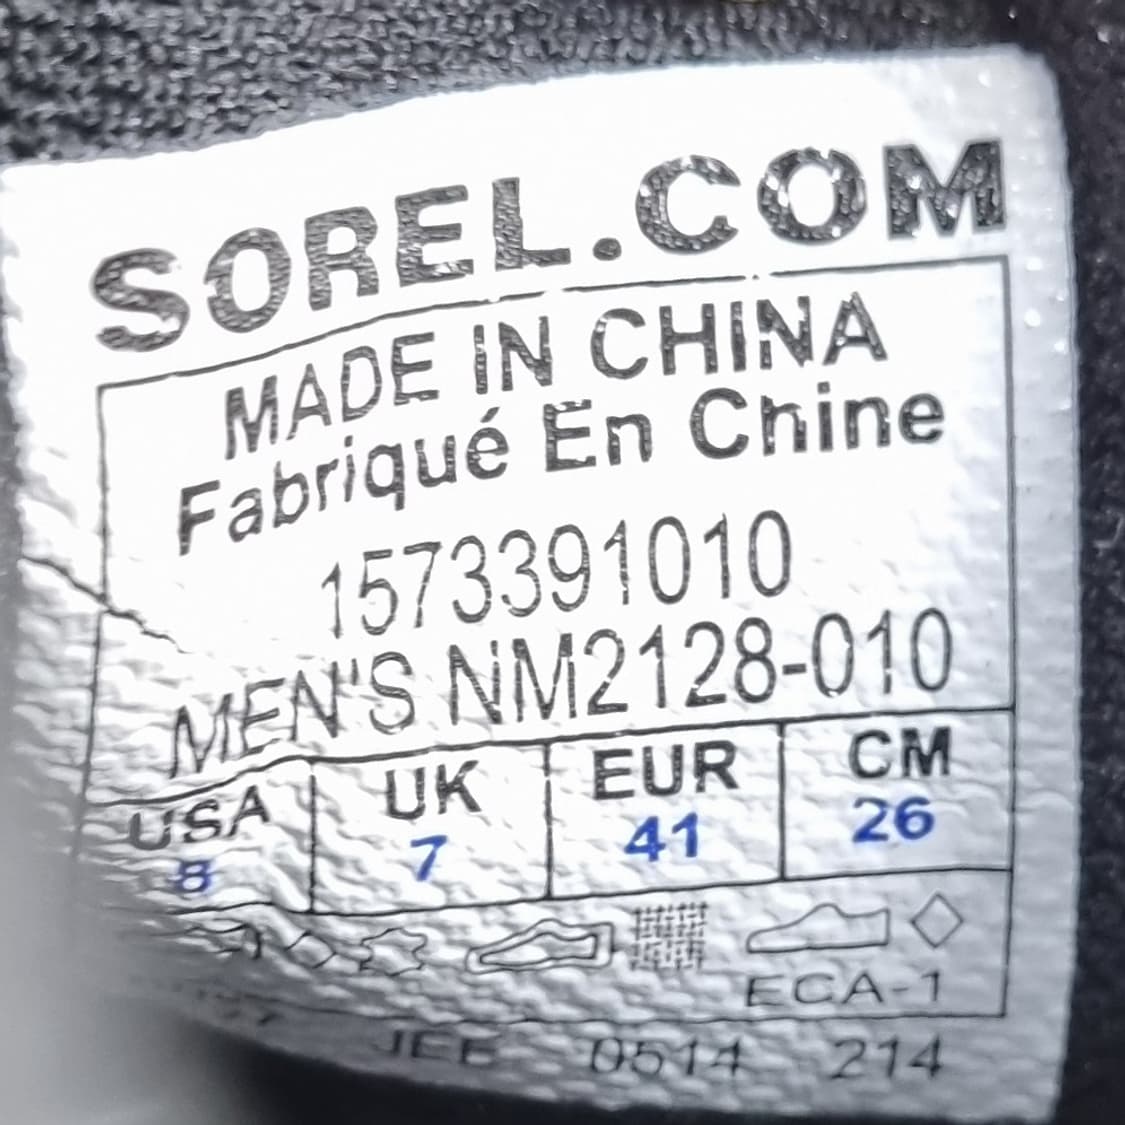 SOREL.COM
MADE IN CHINA
Fabriqué En Chine
1573391010
MEN'S NM2128-010
USA UK EUR CM
8 7 41 26
ECA-1
JEE 0514 214